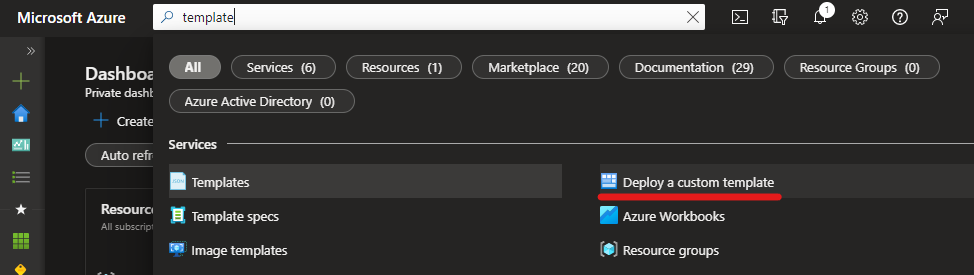 Microsoft Azure
template
1
»
All
Services (6)
Resources (1)
Marketplace (20)
Documentation (29)
Resource Groups (0)
Azure Active Directory (0)
Dashboa
Private dashb
Create
Auto refr
Services
Templates
Deploy a custom template
Template specs
Azure Workbooks
Image templates
Resource groups
Resource
All subscript